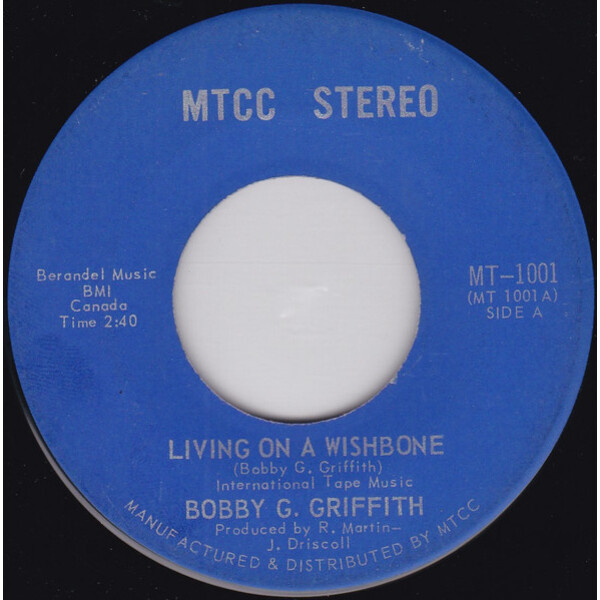 MTCC STEREO
Berandel Music
BMI
Canada
Time 2:40
MT-1001
(MT 1001A)
SIDE A
LIVING ON A WISHBONE
(Bobby G. Griffith)
International Tape Music
BOBBY G. GRIFFITH
Produced by R. Martin-
J. Driscoll
MANUFACTURED & DISTRIBUTED BY MTCC